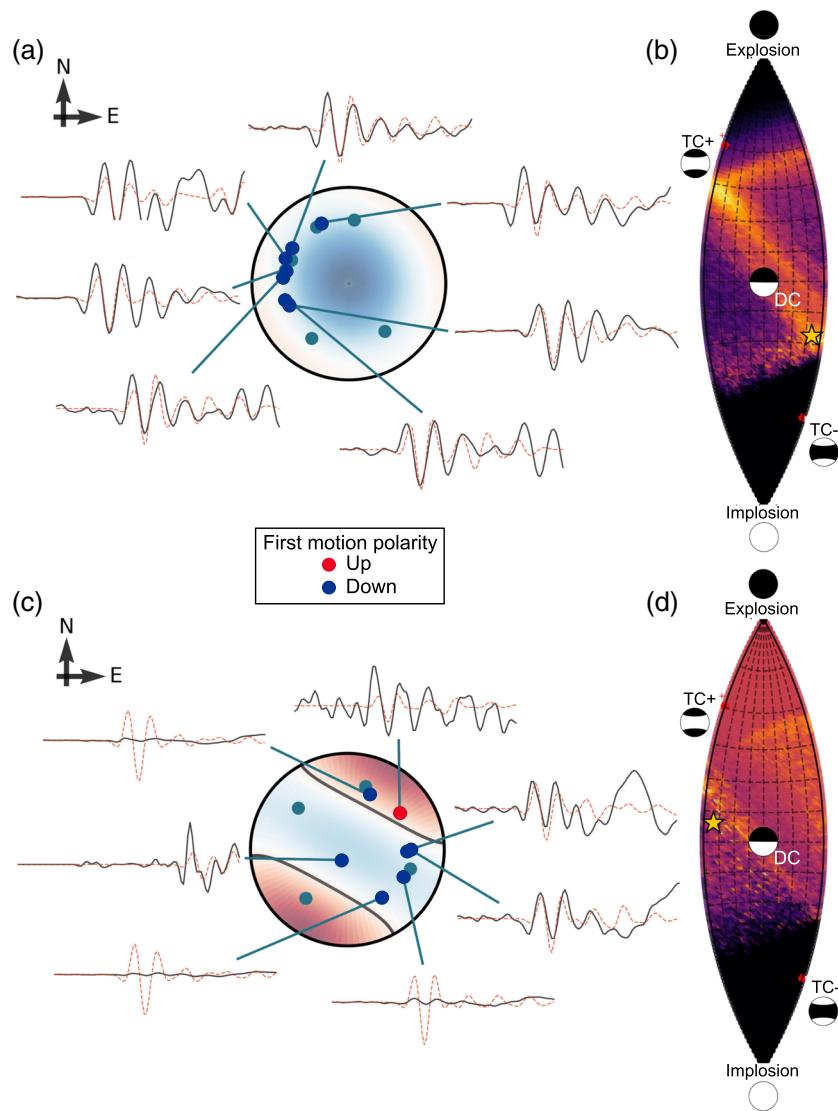 (a)
N
E
(b)
Explosion
TC+
DC
TC-
Implosion
First motion polarity
Up
Down
(c)
N
E
(d)
Explosion
TC+
DC
TC-
Implosion